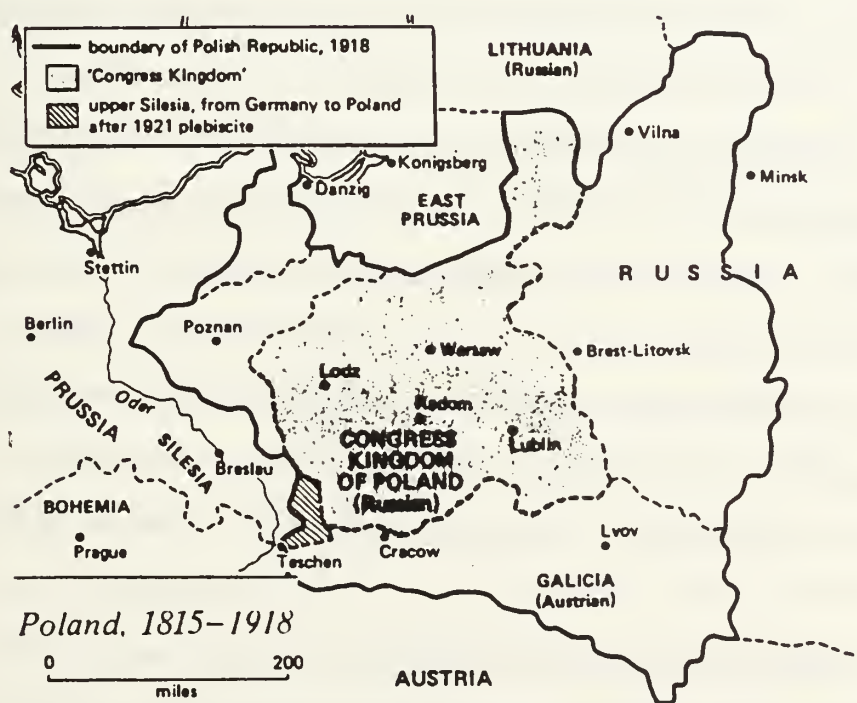 boundary of Polish Republic, 1918
'Congress Kingdom'
upper Silesia, from Germany to Poland
after 1921 plebiscite
LITHUANIA
(Russian)
Vilna
Konigsberg
Minsk
Danzig
EAST
PRUSSIA
Stettin
RUSSIA
Berlin
Poznan
Warsaw
Brest-Litovsk
Lodz
PRUSSIA
Oder
Radom
SILESIA
Lublin
CONGRESS
KINGDOM
OF POLAND
(Russian)
Breslau
BOHEMIA
Prague
Teschen
Cracow
Lvov
GALICIA
(Austrian)
Poland, 1815–1918
0 200
miles
AUSTRIA